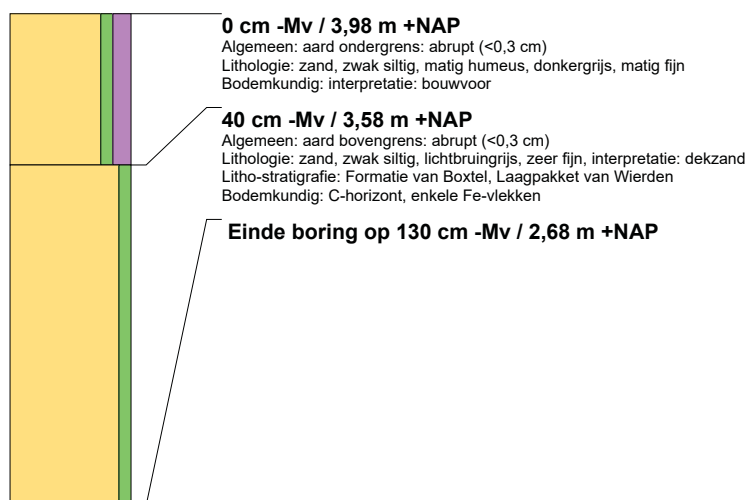 0 cm -Mv / 3,98 m +NAP
Algemeen: aard ondergrens: abrupt (<0,3 cm)
Lithologie: zand, zwak siltig, matig humeus, donkergrijs, matig fijn
Bodemkundig: interpretatie: bouwvoor
40 cm -Mv / 3,58 m +NAP
Algemeen: aard bovengrens: abrupt (<0,3 cm)
Lithologie: zand, zwak siltig, lichtbruingrijs, zeer fijn, interpretatie: dekzand
Litho-stratigrafie: Formatie van Boxtel, Laagpakket van Wierden
Bodemkundig: C-horizont, enkele Fe-vlekken
Einde boring op 130 cm -Mv / 2,68 m +NAP